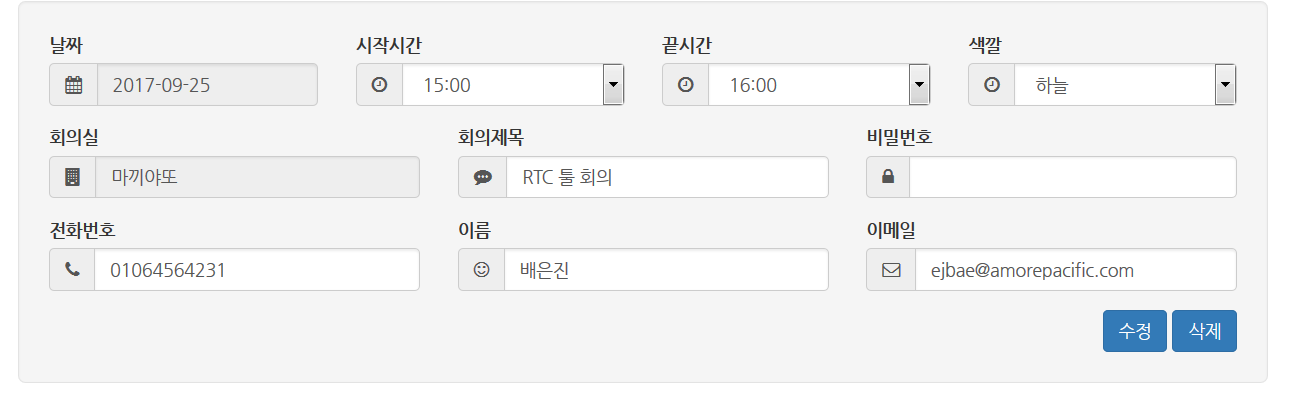 날짜 시작시간 끝시간 색깔
2017-09-25 15:00 16:00 하늘
회의실 회의제목 비밀번호
마끼야또 RTC 툴 회의
전화번호 이름 이메일
01064564231 배은진 ejbae@amorepacific.com
수정 삭제